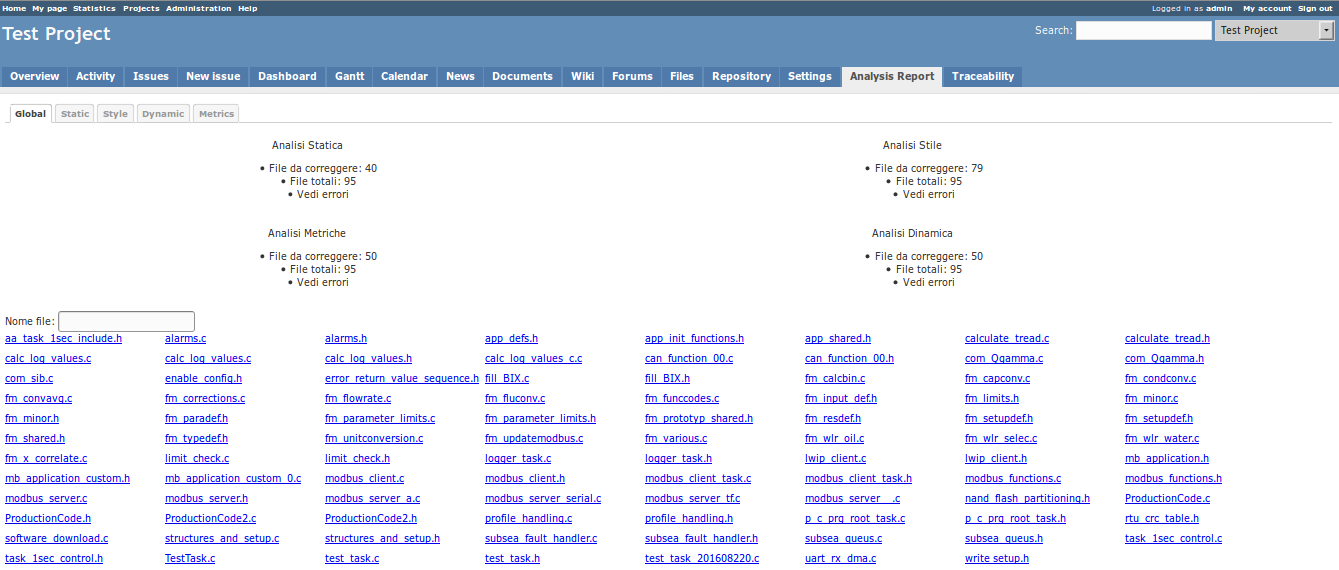 Home My page Statistics Projects Administration Help Logged in as admin My account Sign out
Test Project Search: Test Project
Overview Activity Issues New issue Dashboard Gantt Calendar News Documents Wiki Forums Files Repository Settings Analysis Report Traceability
Global Static Style Dynamic Metrics
Analisi Statica Analisi Stile
• File da correggere: 40 • File da correggere: 79
• File totali: 95 • File totali: 95
• Vedi errori • Vedi errori
Analisi Metriche Analisi Dinamica
• File da correggere: 50 • File da correggere: 50
• File totali: 95 • File totali: 95
• Vedi errori • Vedi errori
Nome file:
aa_task_1sec_include.h alarms.c alarms.h app_defs.h app_init_functions.h app_shared.h calculate_tread.c calculate_tread.h
calc_log_values.c calc_log_values.c calc_log_values.h calc_log_values_c.c can_function_00.c can_function_00.h com_Qgamma.c com_Qgamma.h
com_sib.c enable_config.h error_return_value_sequence.h fill_BIX.c fill_BIX.h fm_calcbin.c fm_capconv.c fm_condconv.c
fm_convavg.c fm_corrections.c fm_flowrate.c fm_fluconv.c fm_funccodes.c fm_input_def.h fm_limits.h fm_minor.c
fm_minor.h fm_paradef.h fm_parameter_limits.c fm_parameter_limits.h fm_prototyp_shared.h fm_resdef.h fm_setupdef.h fm_setupdef.h
fm_shared.h fm_typedef.h fm_unitconversion.c fm_updatemodbus.c fm_various.c fm_wlr_oil.c fm_wlr_selec.c fm_wlr_water.c
fm_x_correlate.c limit_check.c limit_check.h logger_task.c logger_task.h lwip_client.c lwip_client.h mb_application.h
mb_application_custom.h mb_application_custom_0.c modbus_client.c modbus_client.h modbus_client_task.c modbus_client_task.h modbus_functions.c modbus_functions.h
modbus_server.c modbus_server.h modbus_server_a.c modbus_server_serial.c modbus_server_tf.c modbus_server__.c nand_flash_partitioning.h ProductionCode.c
ProductionCode.h ProductionCode2.c ProductionCode2.h profile_handling.c profile_handling.h p_c_prg_root_task.c p_c_prg_root_task.h rtu_crc_table.h
software_download.c structures_and_setup.c structures_and_setup.h subsea_fault_handler.c subsea_fault_handler.h subsea_queus.c subsea_queus.h task_1sec_control.c
task_1sec_control.h TestTask.c test_task.c test_task.h test_task_201608220.c uart_rx_dma.c write setup.h